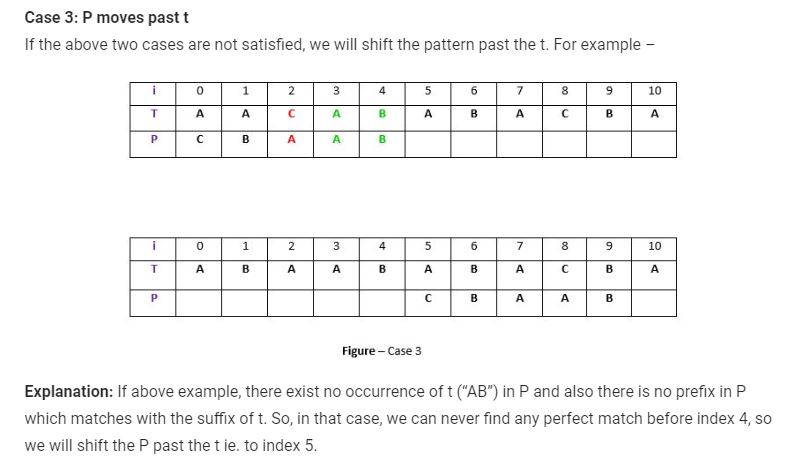 Case 3: P moves past t
If the above two cases are not satisfied, we will shift the pattern past the t. For example –
i 0 1 2 3 4 5 6 7 8 9 10
T A A C A B A B A C B A
P C B A A B
i 0 1 2 3 4 5 6 7 8 9 10
T A B A A B A B A C B A
P C B A A B
Figure – Case 3
Explanation: If above example, there exist no occurrence of t (“AB”) in P and also there is no prefix in P
which matches with the suffix of t. So, in that case, we can never find any perfect match before index 4, so
we will shift the P past the t ie. to index 5.